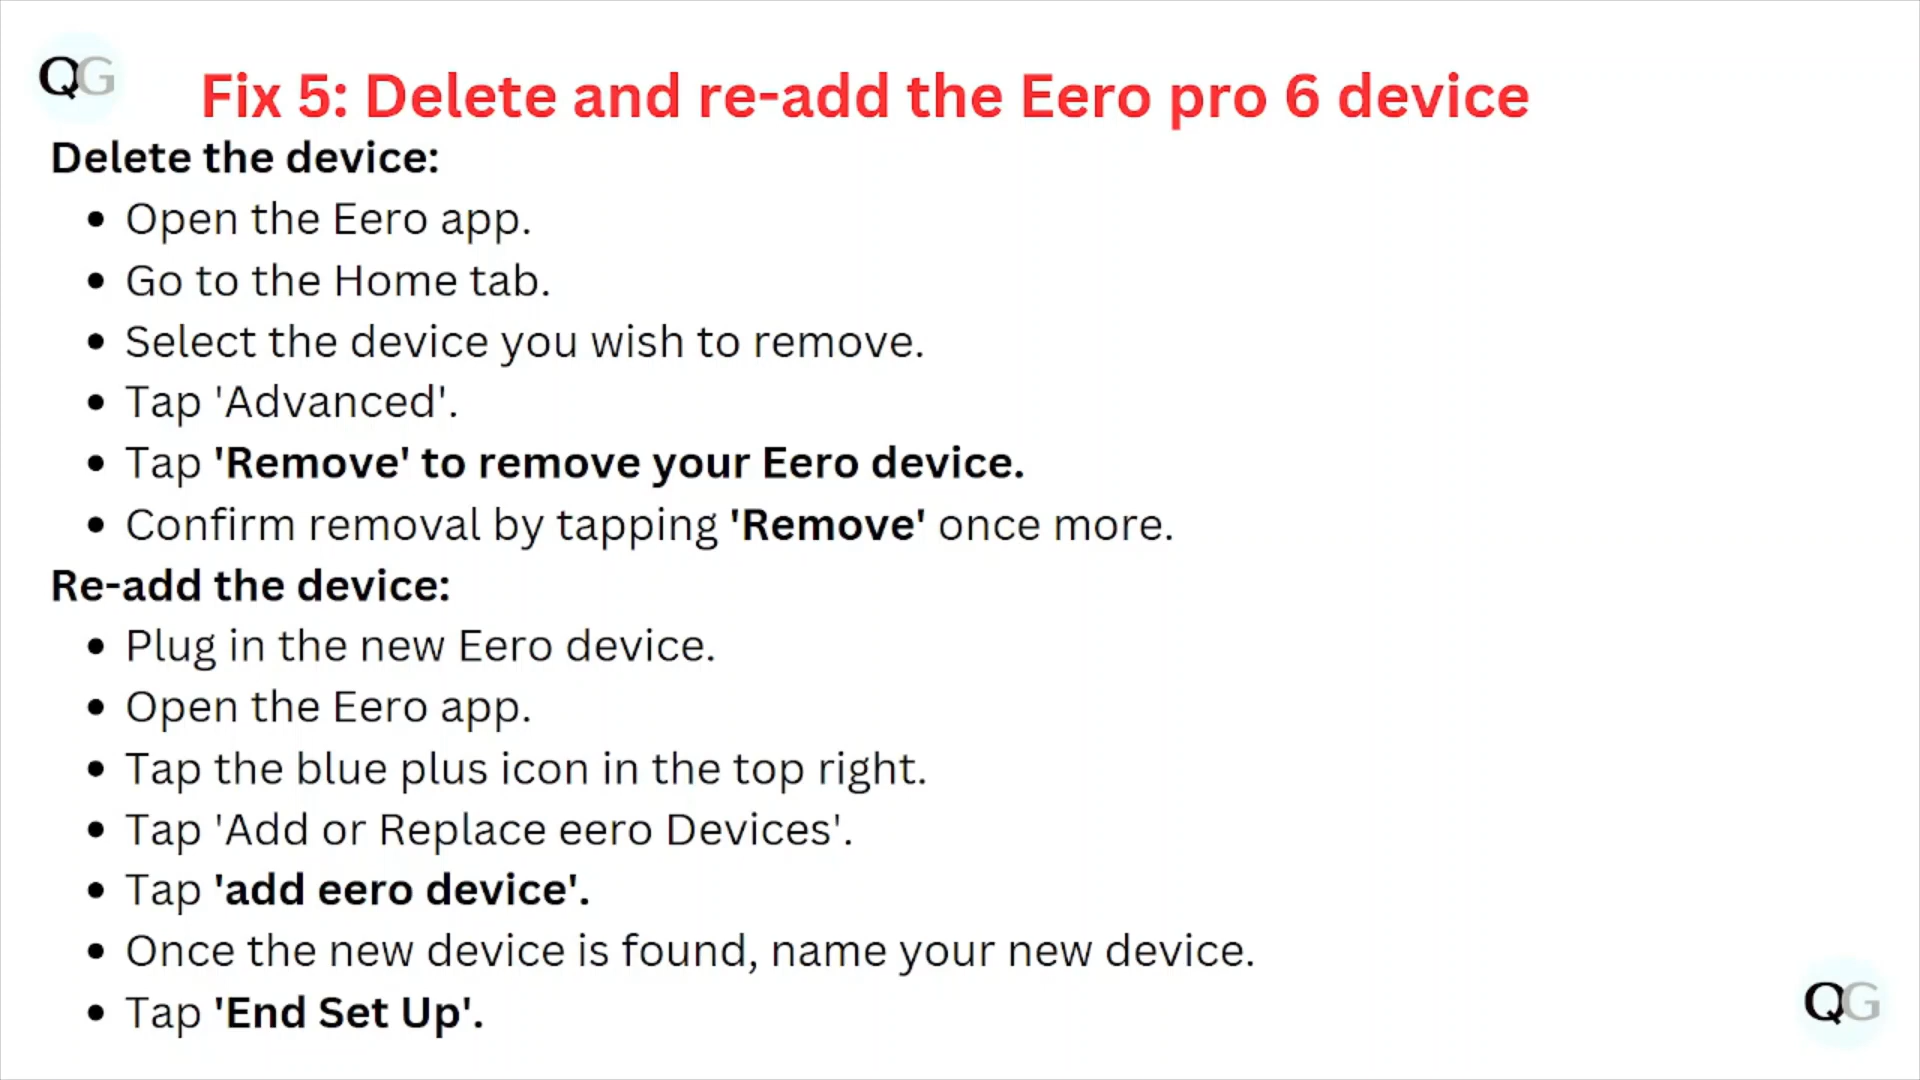 QG
Fix 5: Delete and re-add the Eero pro 6 device
Delete the device:
• Open the Eero app.
• Go to the Home tab.
• Select the device you wish to remove.
• Tap 'Advanced'.
• Tap 'Remove' to remove your Eero device.
• Confirm removal by tapping 'Remove' once more.
Re-add the device:
• Plug in the new Eero device.
• Open the Eero app.
• Tap the blue plus icon in the top right.
• Tap 'Add or Replace eero Devices'.
• Tap 'add eero device'.
• Once the new device is found, name your new device.
• Tap 'End Set Up'.
QG